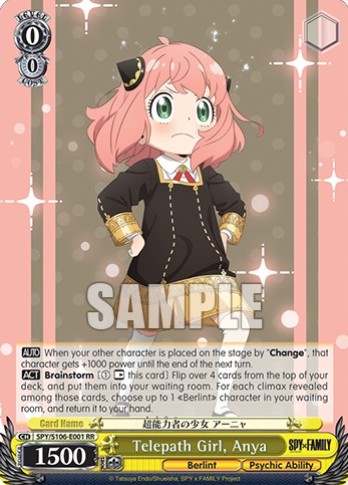 LEVEL
0
0
COST
SAMPLE
AUTO When your other character is placed on the stage by "Change", that
character gets +1000 power until the end of the next turn.
ACT Brainstorm [① this card] Flip over 4 cards from the top of
your deck, and put them into your waiting room. For each climax revealed
among those cards, choose up to 1 «Berlint» character in your waiting
room, and return it to your hand.
Card Name
超能力者の少女 アーニャ
CH SPY/S106-E001 RR
Telepath Girl, Anya
SPY×FAMILY
1500
Berlint
Psychic Ability
© Tatsuya Endo/Shueisha, SPY x FAMILY Project